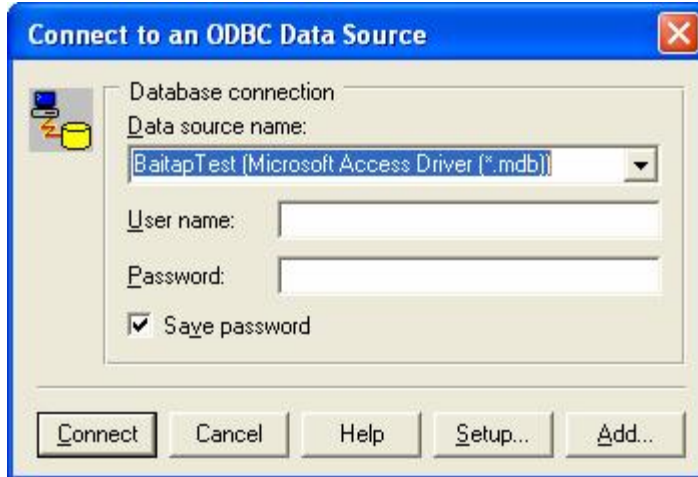 Connect to an ODBC Data Source
Database connection
Data source name:
BaitapTest (Microsoft Access Driver (*.mdb))
User name:
Password:
Save password
Connect Cancel Help Setup... Add...